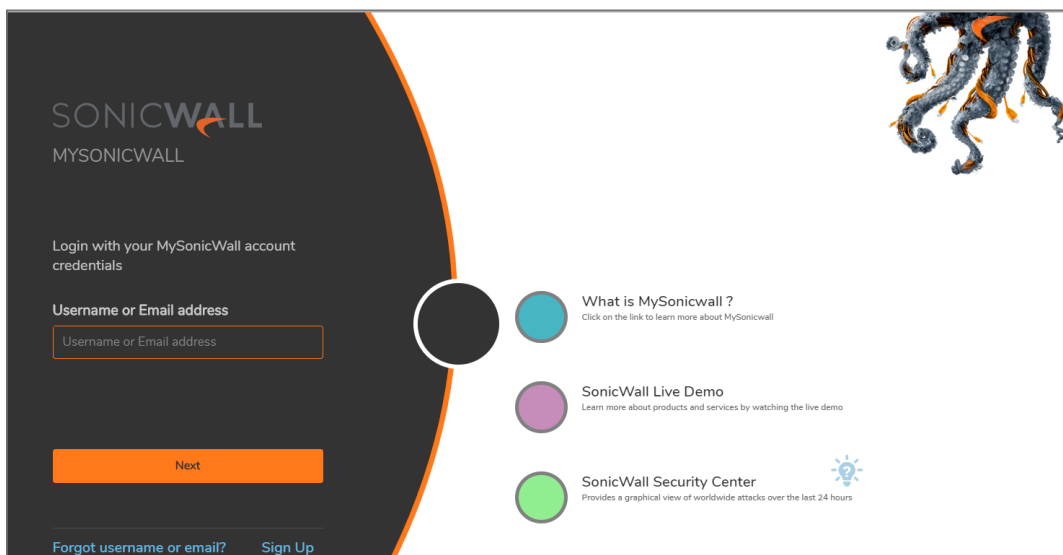 SONICWALL
MYSONICWALL
Login with your MySonicWall account
credentials
Username or Email address
Username or Email address
Next
Forgot username or email? Sign Up
What is MySonicwall ?
Click on the link to learn more about MySonicwall
SonicWall Live Demo
Learn more about products and services by watching the live demo
SonicWall Security Center
Provides a graphical view of worldwide attacks over the last 24 hours
?